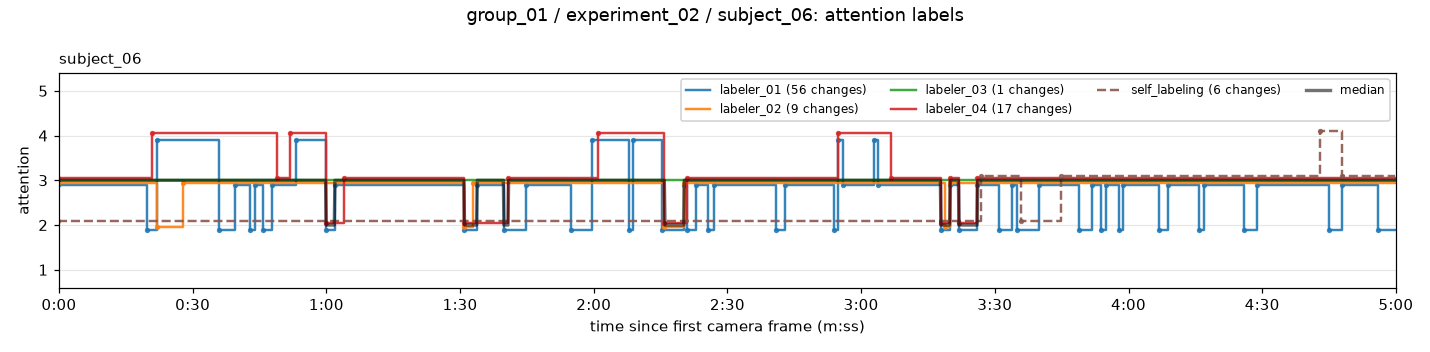 group_01 / experiment_02 / subject_06: attention labels
subject_06
labeler_01 (56 changes)
labeler_02 (9 changes)
labeler_03 (1 changes)
labeler_04 (17 changes)
self_labeling (6 changes)
median
attention
5
4
3
2
1
0:00 0:30 1:00 1:30 2:00 2:30 3:00 3:30 4:00 4:30 5:00
time since first camera frame (m:ss)